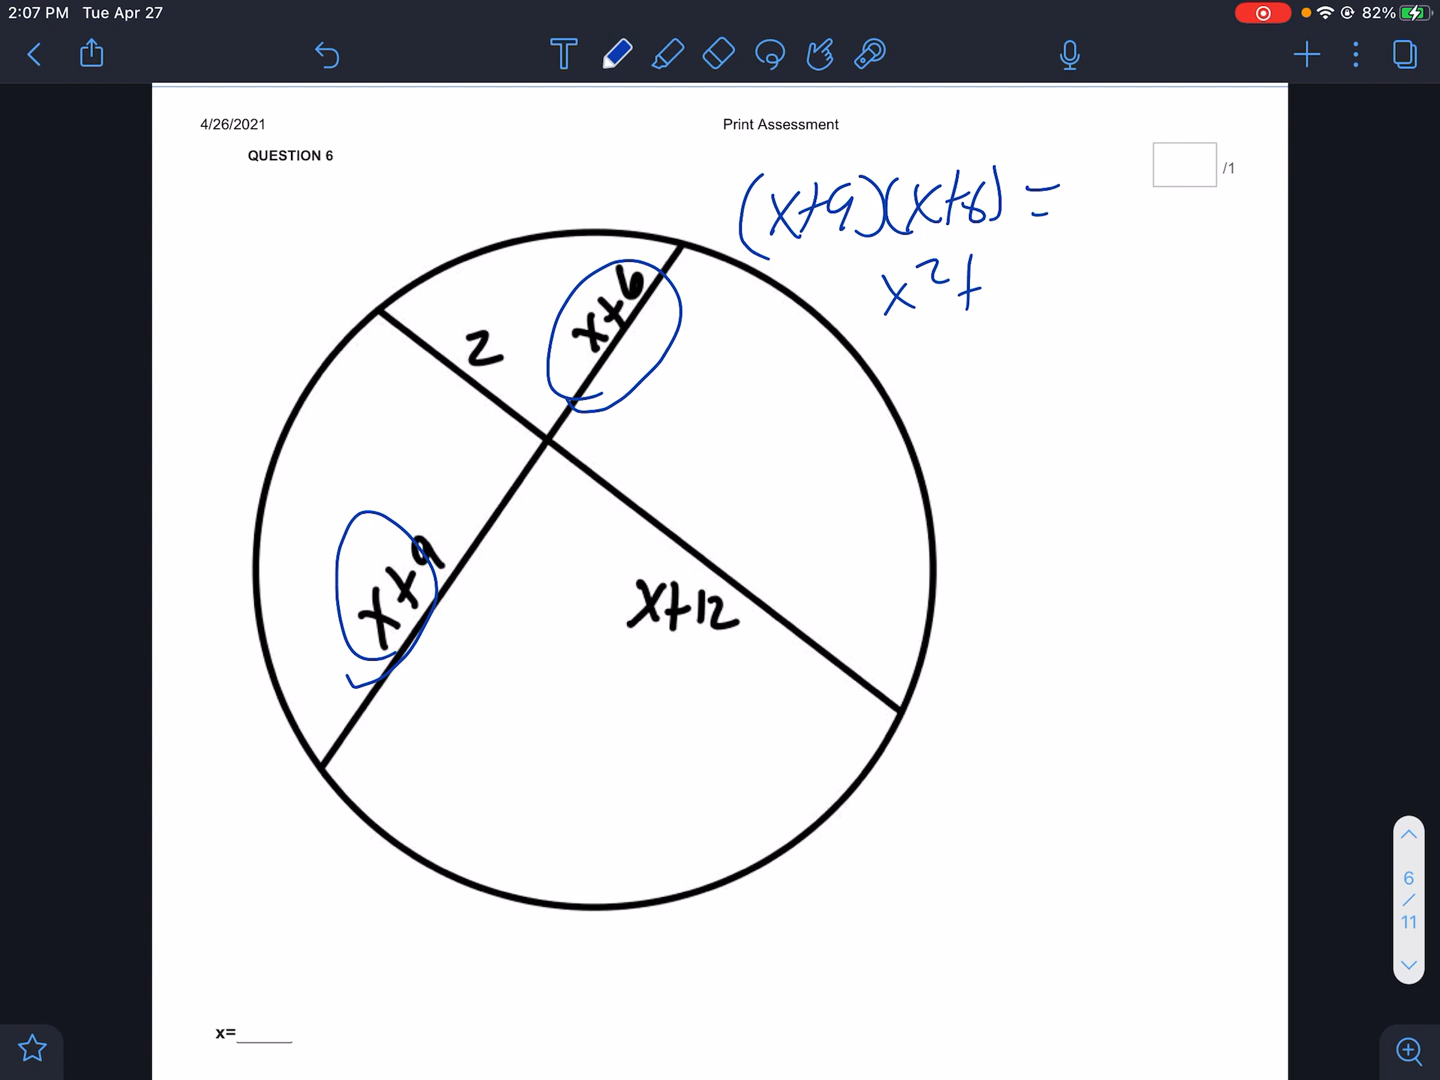 2:07 PM Tue Apr 27
82%
T
4/26/2021
Print Assessment
QUESTION 6
/1
(x+9)(x+6) =
x²+
x+6
2
x+9
x+12
6
/
11
x=_____